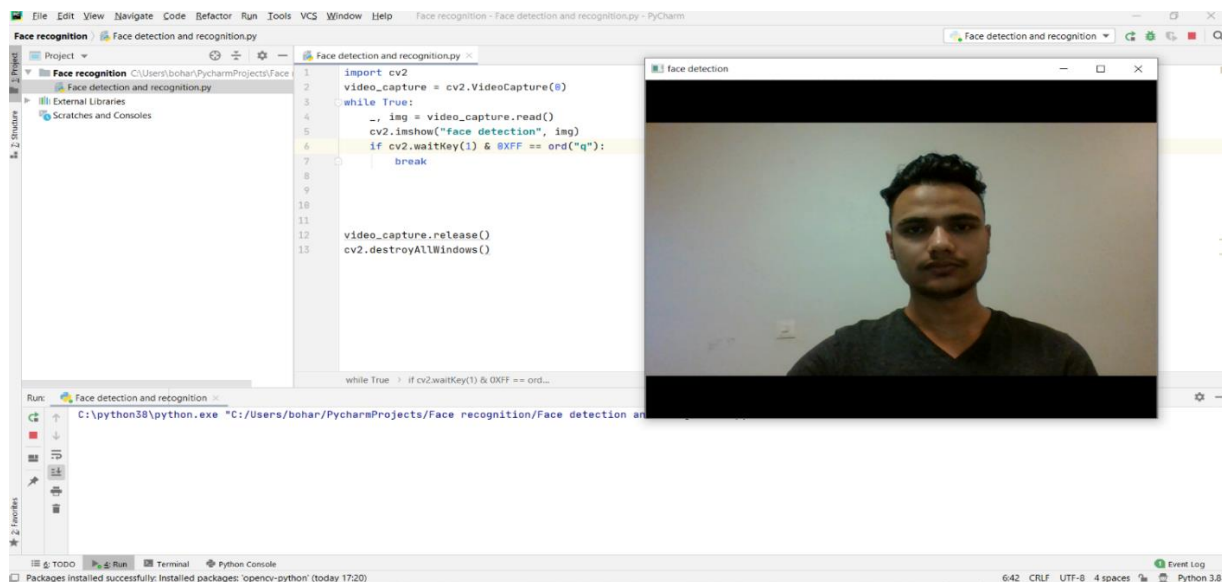 File Edit View Navigate Code Refactor Run Tools VCS Window Help Face recognition - Face detection and recognition.py - PyCharm
Face recognition Face detection and recognition.py
Face detection and recognition
1: Project
Project
Face recognition C:\Users\bohar\PycharmProjects\Face
Face detection and recognition.py
External Libraries
Scratches and Consoles
Z: Structure
Face detection and recognition.py
1 import cv2
2 video_capture = cv2.VideoCapture(0)
3 while True:
4 _, img = video_capture.read()
5 cv2.imshow("face detection", img)
6 if cv2.waitKey(1) & 0XFF == ord("q"):
7 break
8
9
10
11
12 video_capture.release()
13 cv2.destroyAllWindows()
while True if cv2.waitKey(1) & 0XFF == ord...
face detection
Run: Face detection and recognition
C:\python38\python.exe "C:/Users/bohar/PycharmProjects/Face recognition/Face detection an
2: Favorites
6: TODO 4: Run Terminal Python Console Event Log
Packages installed successfully: Installed packages: 'opencv-python' (today 17:20) 6:42 CRLF UTF-8 4 spaces Python 3.8